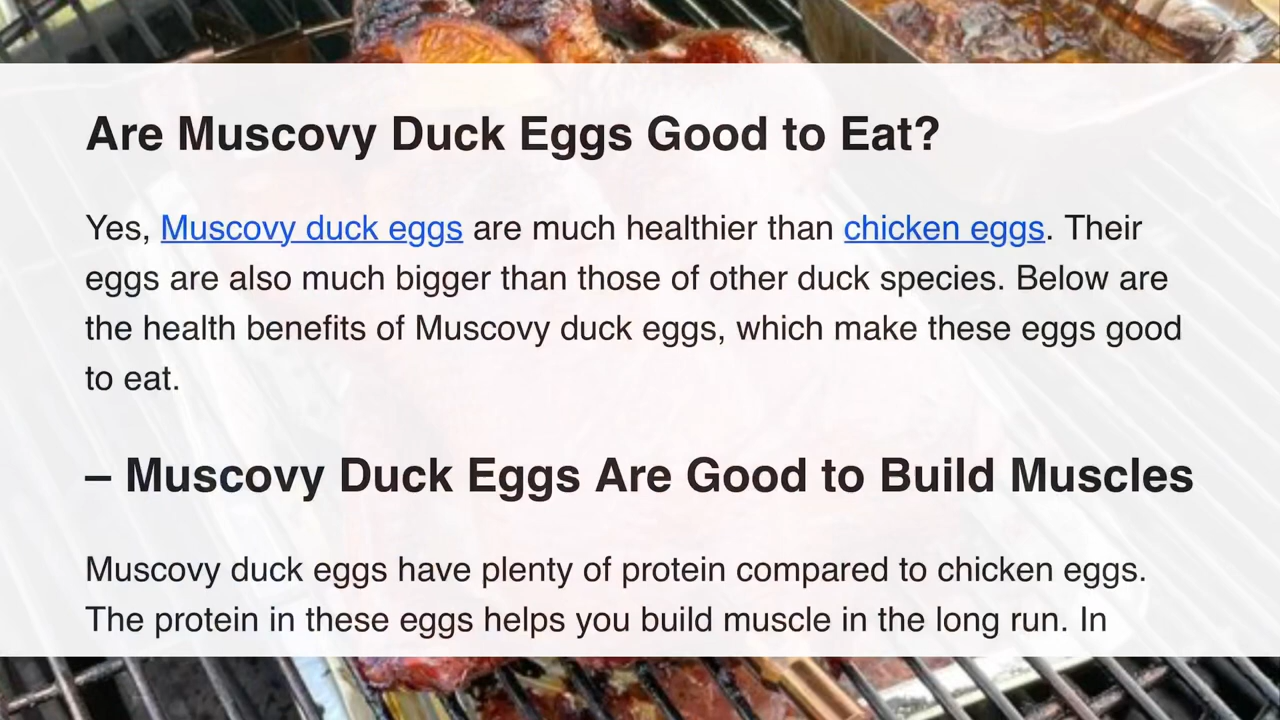 Are Muscovy Duck Eggs Good to Eat?
Yes, Muscovy duck eggs are much healthier than chicken eggs. Their
eggs are also much bigger than those of other duck species. Below are
the health benefits of Muscovy duck eggs, which make these eggs good
to eat.
– Muscovy Duck Eggs Are Good to Build Muscles
Muscovy duck eggs have plenty of protein compared to chicken eggs.
The protein in these eggs helps you build muscle in the long run. In